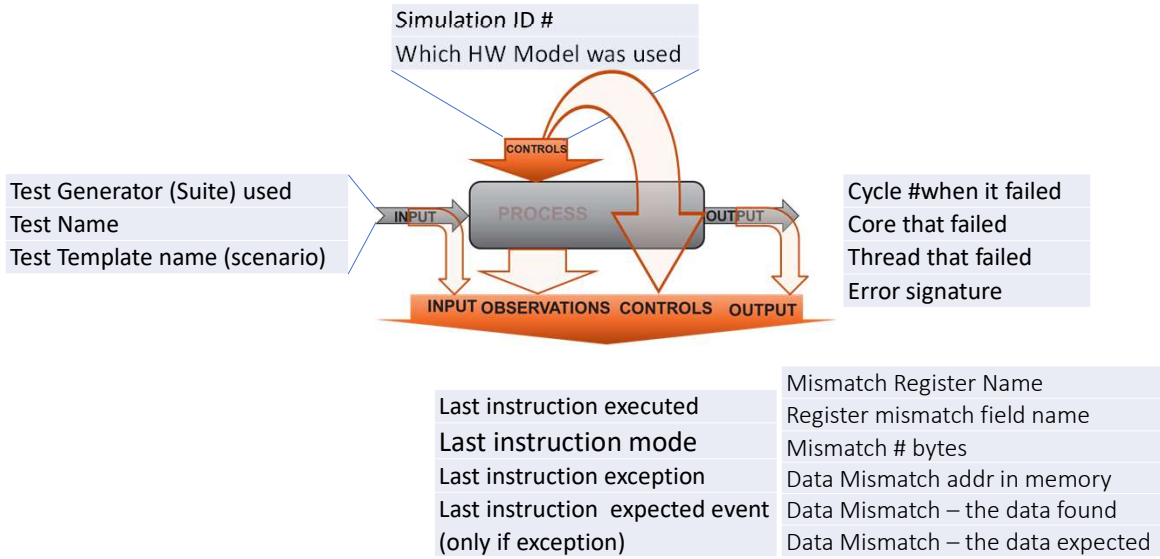 Simulation ID #
Which HW Model was used
CONTROLS
Test Generator (Suite) used
Test Name
Test Template name (scenario)
INPUT
PROCESS
OUTPUT
Cycle #when it failed
Core that failed
Thread that failed
Error signature
INPUT OBSERVATIONS CONTROLS OUTPUT
Last instruction executed
Last instruction mode
Last instruction exception
Last instruction expected event
(only if exception)
Mismatch Register Name
Register mismatch field name
Mismatch # bytes
Data Mismatch addr in memory
Data Mismatch – the data found
Data Mismatch – the data expected